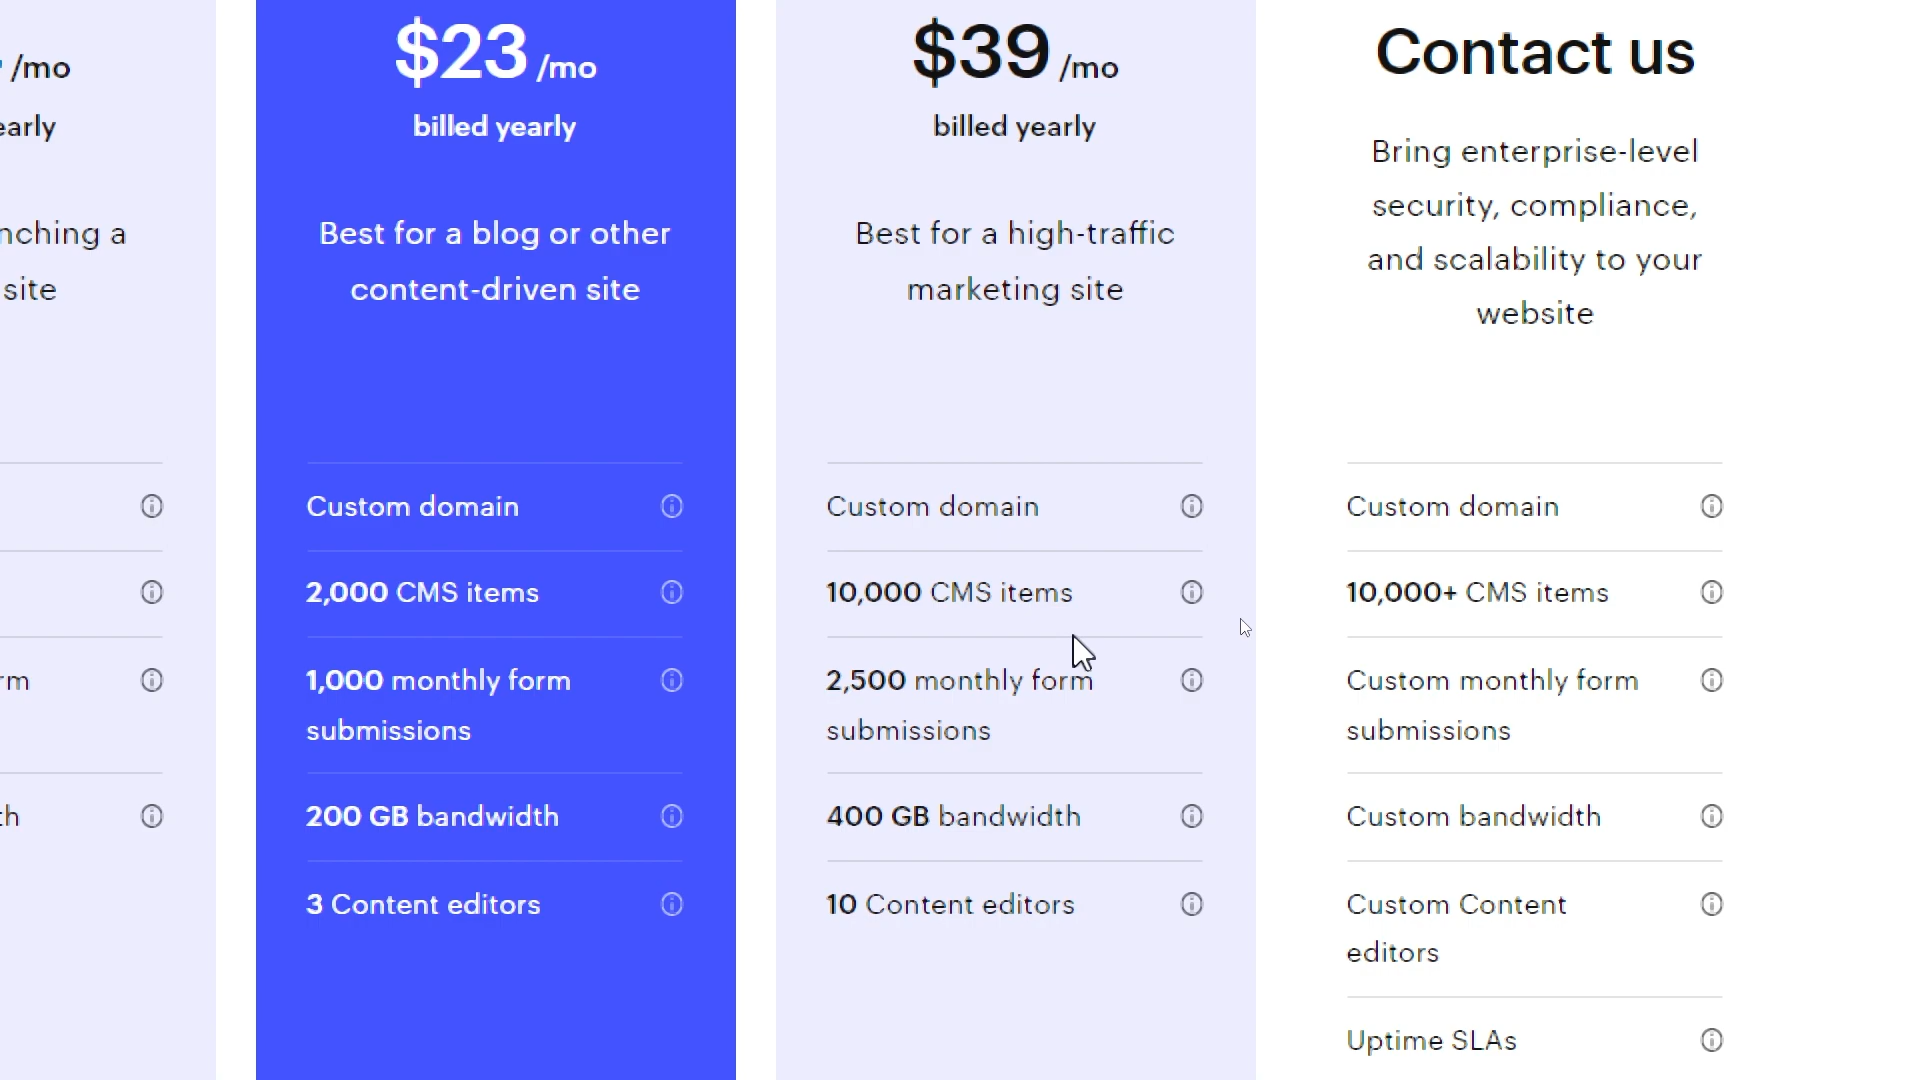 /mo
early
nching a
site
rm
th
$23 /mo
billed yearly
Best for a blog or other
content-driven site
Custom domain
2,000 CMS items
1,000 monthly form
submissions
200 GB bandwidth
3 Content editors
$39 /mo
billed yearly
Best for a high-traffic
marketing site
Custom domain
10,000 CMS items
2,500 monthly form
submissions
400 GB bandwidth
10 Content editors
Contact us
Bring enterprise-level
security, compliance,
and scalability to your
website
Custom domain
10,000+ CMS items
Custom monthly form
submissions
Custom bandwidth
Custom Content
editors
Uptime SLAs